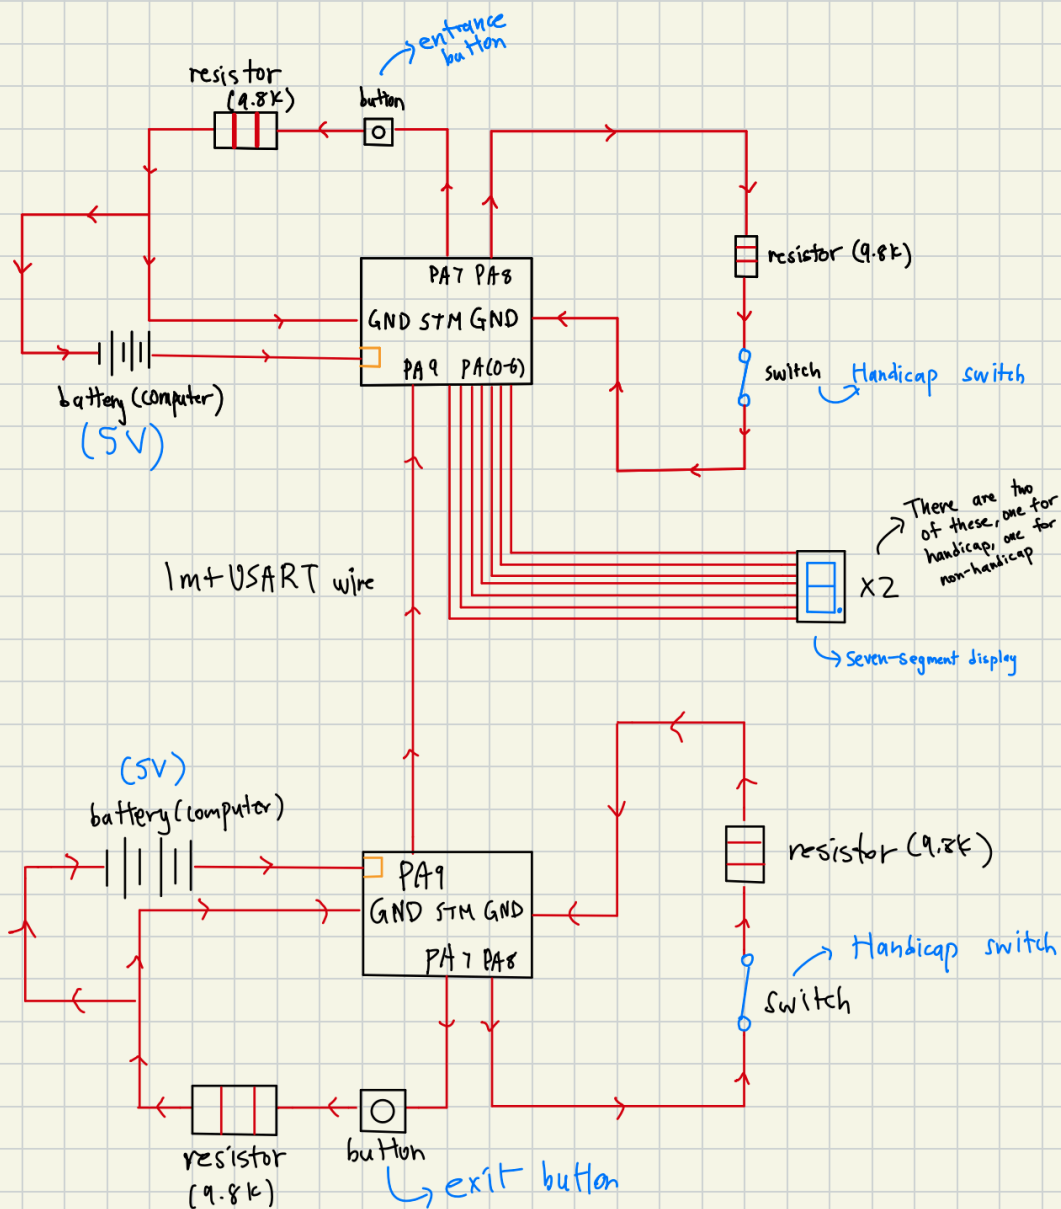 entrance
button
resistor
(9.8K)
button
resistor (9.8K)
PA7 PA8
GND STM GND
PA9 PA(0-6)
battery (computer)
(5V)
switch
Handicap switch
There are two
of these, one for
handicap, one for
non-handicap
X2
Seven-segment display
1m+ USART wire
(5V)
battery (computer)
PA9
GND STM GND
PA7 PA8
resistor (9.8K)
Handicap switch
switch
resistor
(9.8K)
button
exit button